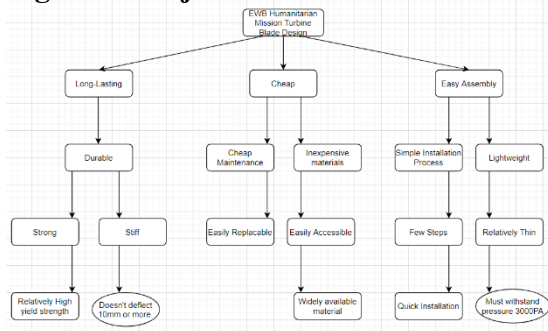 EWB Humanitarian
Mission Turbine
Blade Design
Long-Lasting
Cheap
Easy Assembly
Durable
Cheap
Maintenance
Inexpensive
materials
Simple Installation
Process
Lightweight
Strong
Stiff
Easily Replacable
Easily Accessible
Few Steps
Relatively Thin
Relatively High
yield strength
Doesn't deflect
10mm or more
Widely available
material
Quick Installation
Must withstand
pressure 3000PA